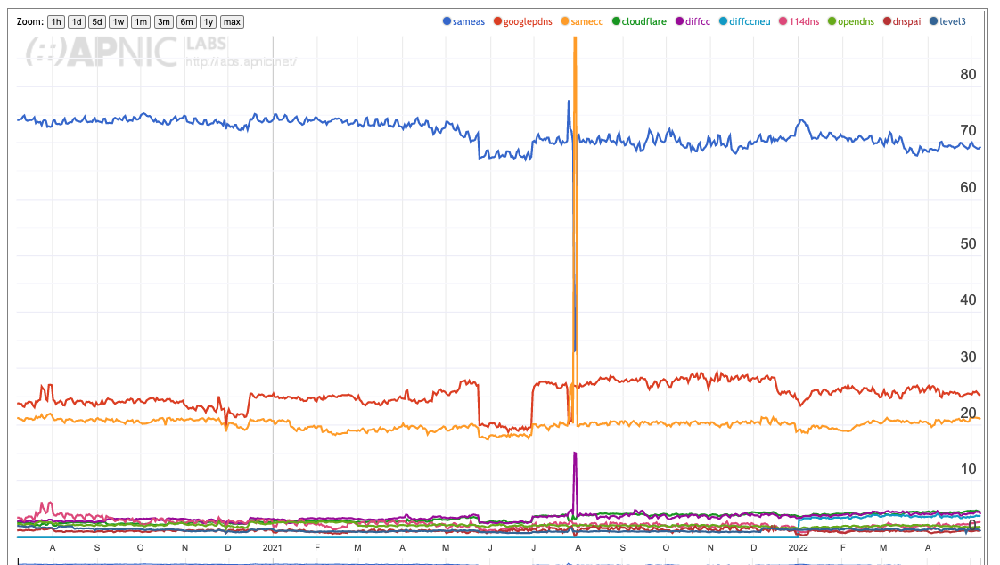 Zoom: 1h 1d 5d 1w 1m 3m 6m 1y max sameas googlepdns samecc cloudflare diffcc diffccneu 114dns opendns dnspai level3
(::)APNIC LABS
http://labs.apnic.net/
80
70
60
50
40
30
20
10
0
A S O N D 2021 F M A M J J A S O N D 2022 F M A